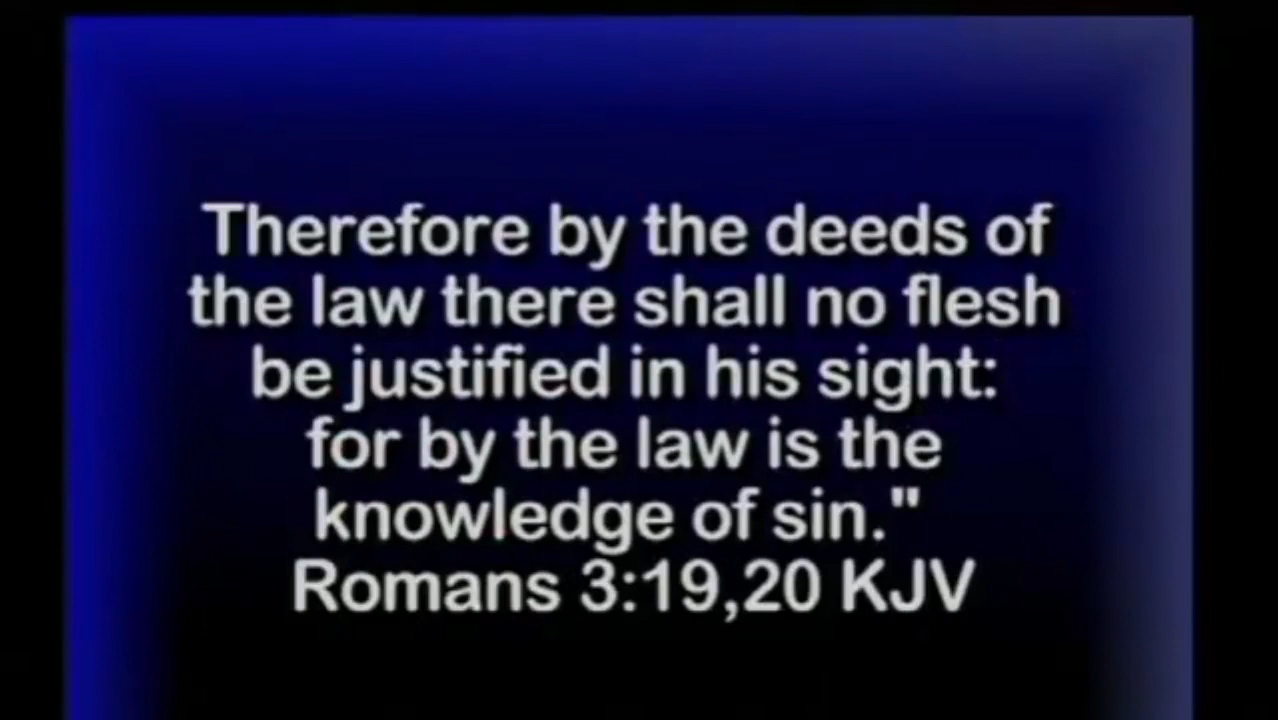 Therefore by the deeds of
the law there shall no flesh
be justified in his sight:
for by the law is the
knowledge of sin."
Romans 3:19,20 KJV